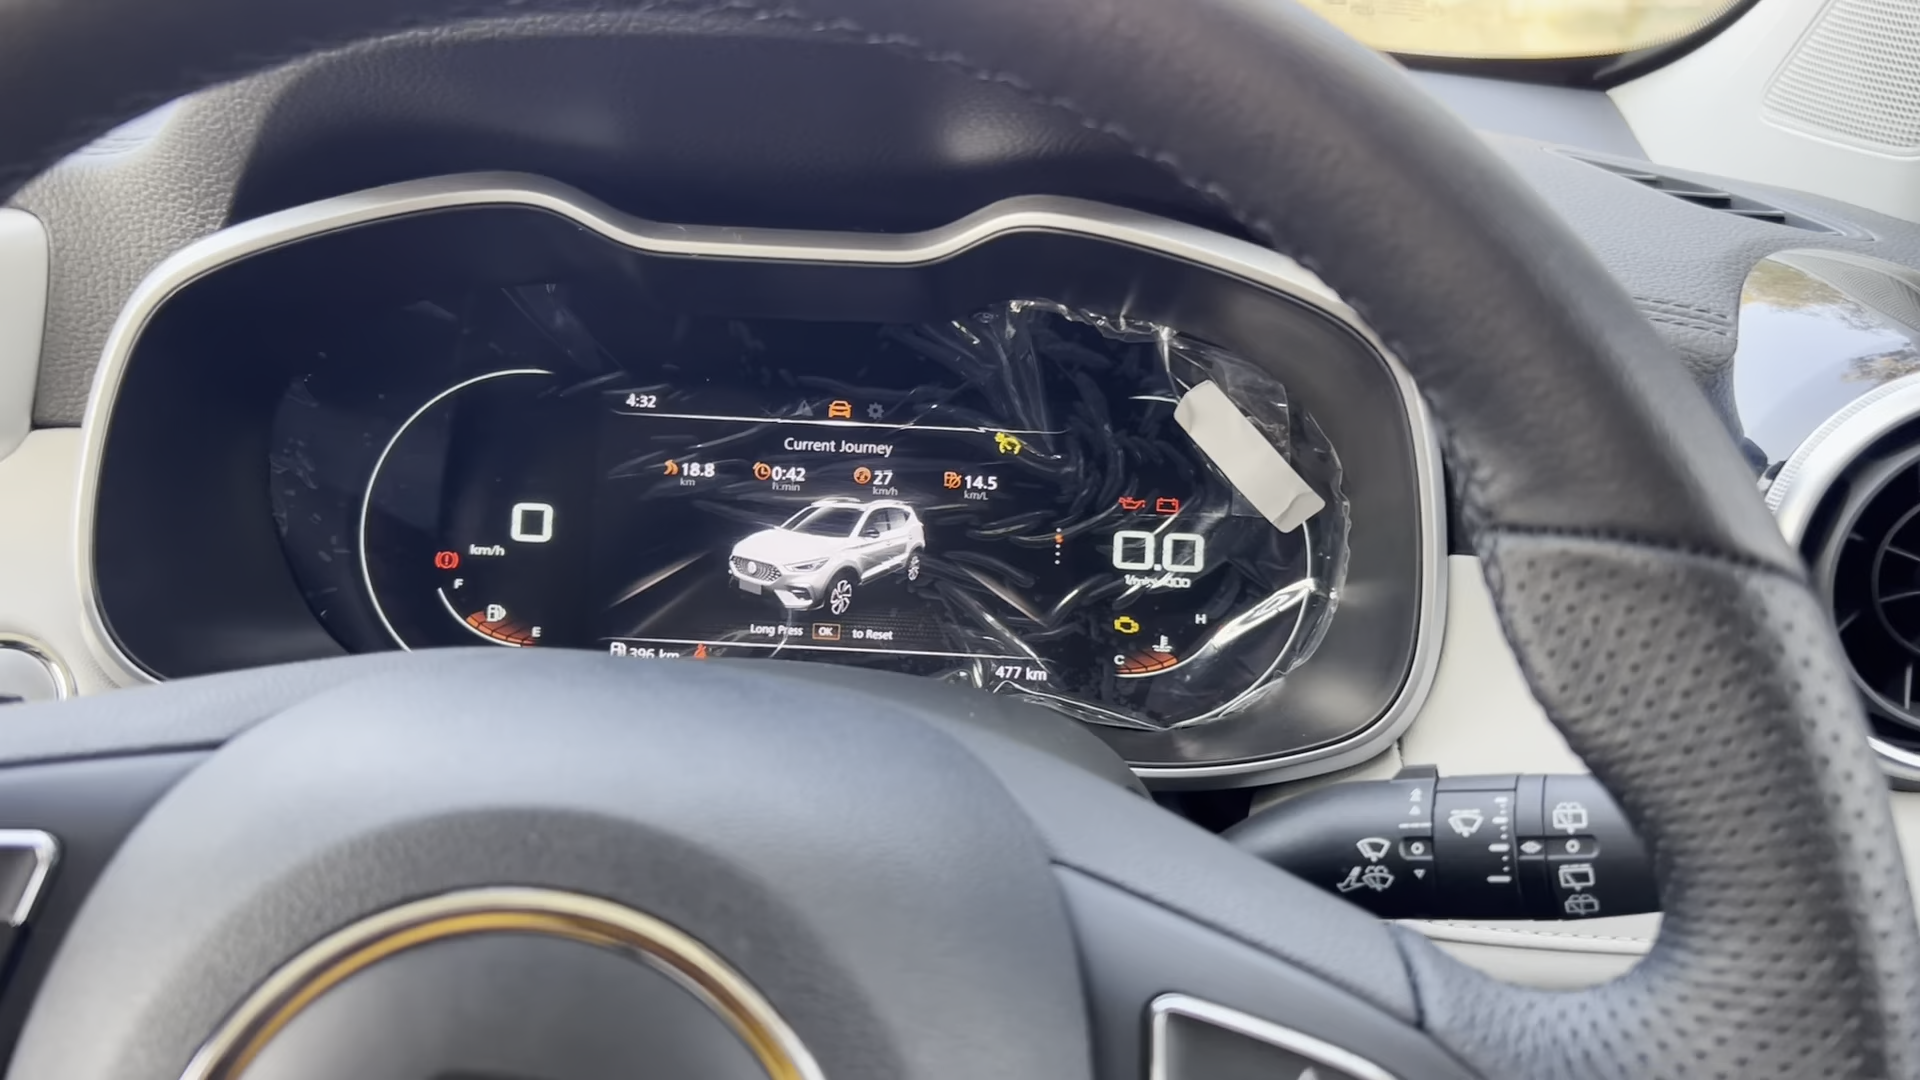 4:32
Current Journey
18.8
km
0:42
h:min
27
km/h
14.5
km/L
0
km/h
F
E
0.0
H
C
Long Press OK to Reset
396 km
477 km